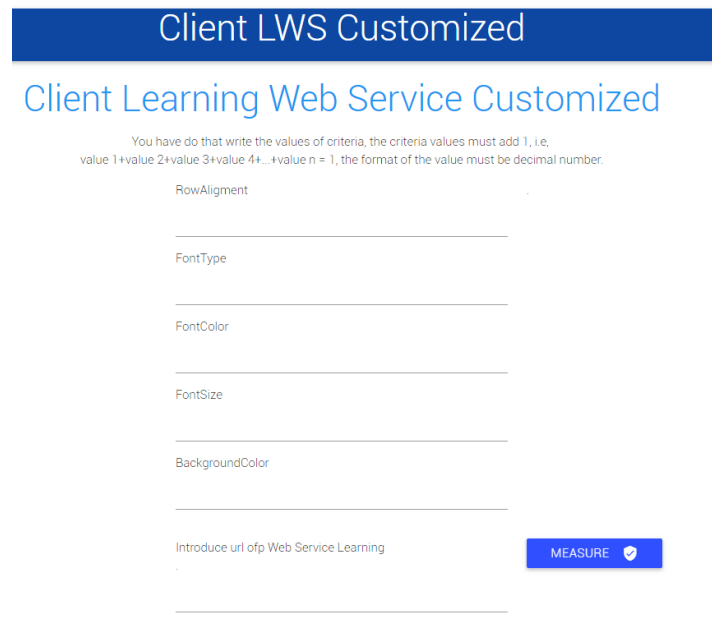 Client LWS Customized
Client Learning Web Service Customized
You have do that write the values of criteria, the criteria values must add 1, i.e,
value 1+value 2+value 3+value 4+...+value n = 1, the format of the value must be decimal number.
RowAligment .
FontType
FontColor
FontSize
BackgroundColor
Introduce url ofp Web Service Learning
.
MEASURE